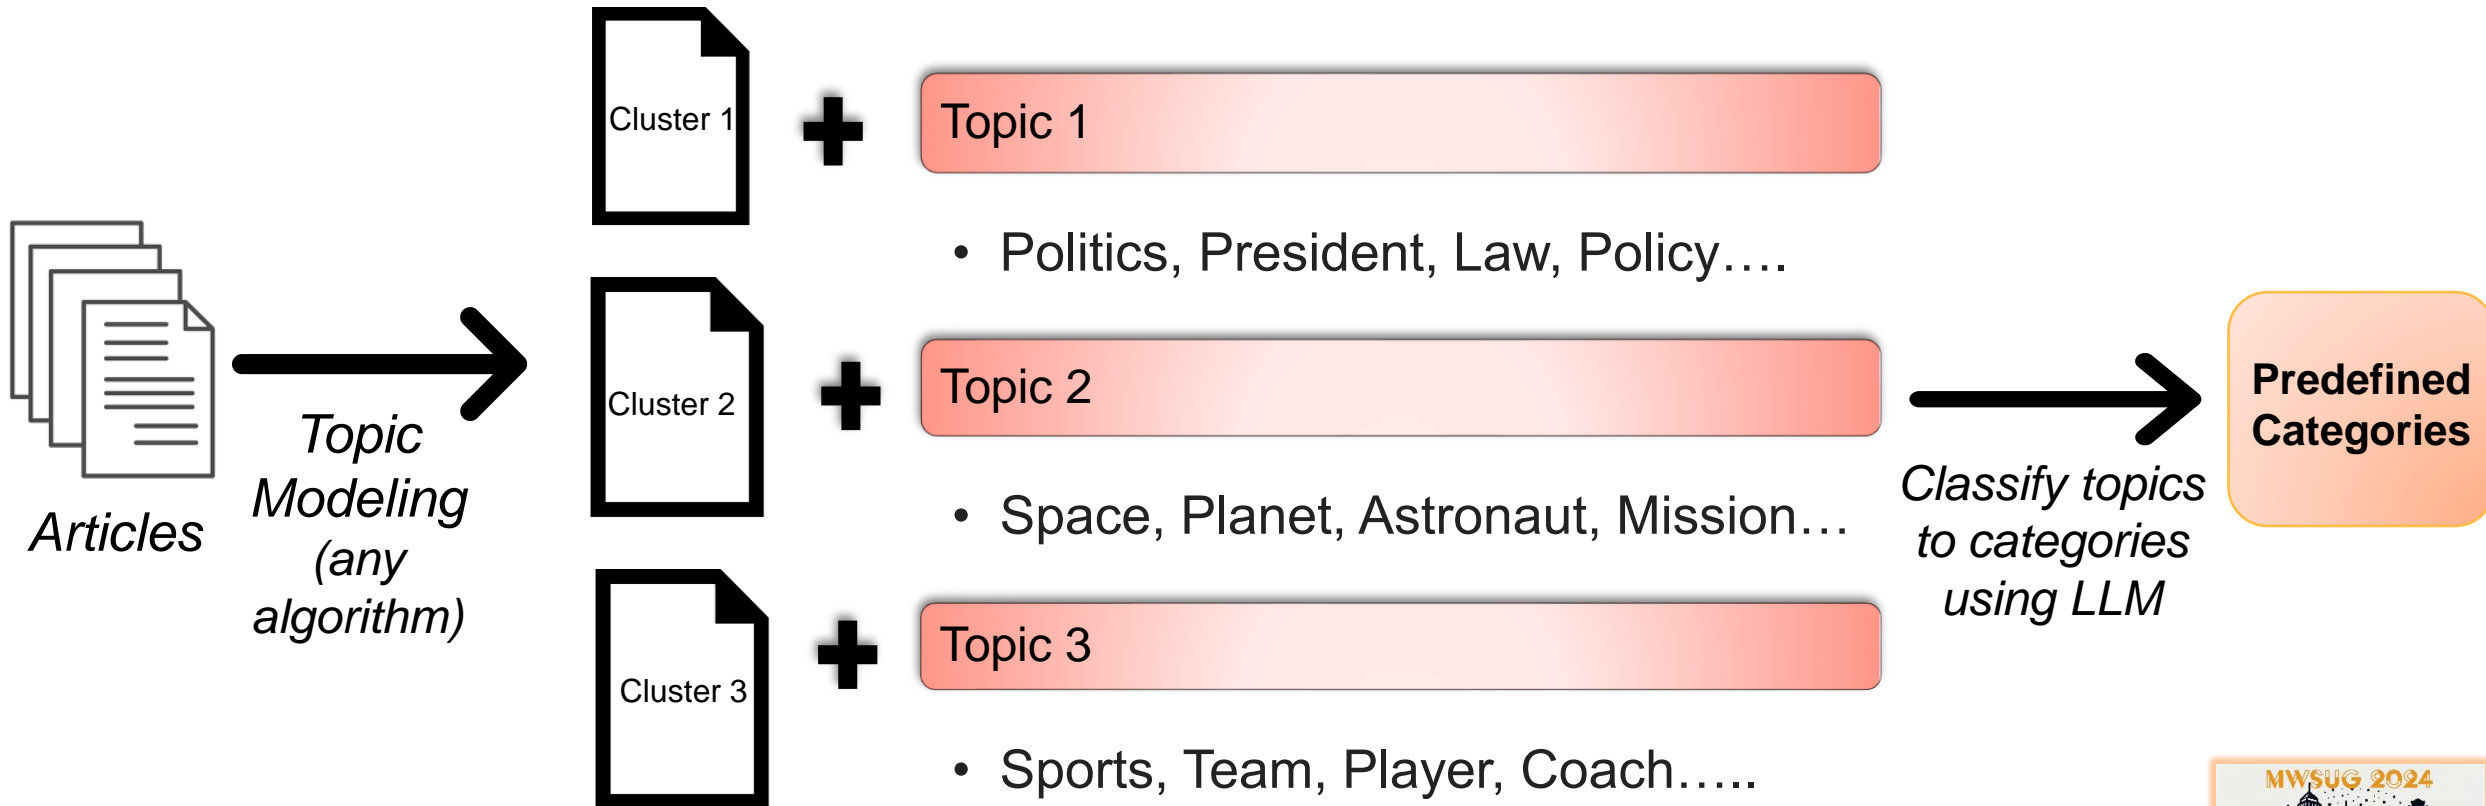 Cluster 1
Topic 1
• Politics, President, Law, Policy….
Articles
Topic
Modeling
(any
algorithm)
Cluster 2
Topic 2
• Space, Planet, Astronaut, Mission…
Classify topics
to categories
using LLM
Predefined
Categories
Cluster 3
Topic 3
• Sports, Team, Player, Coach…..
MWSUG 2024